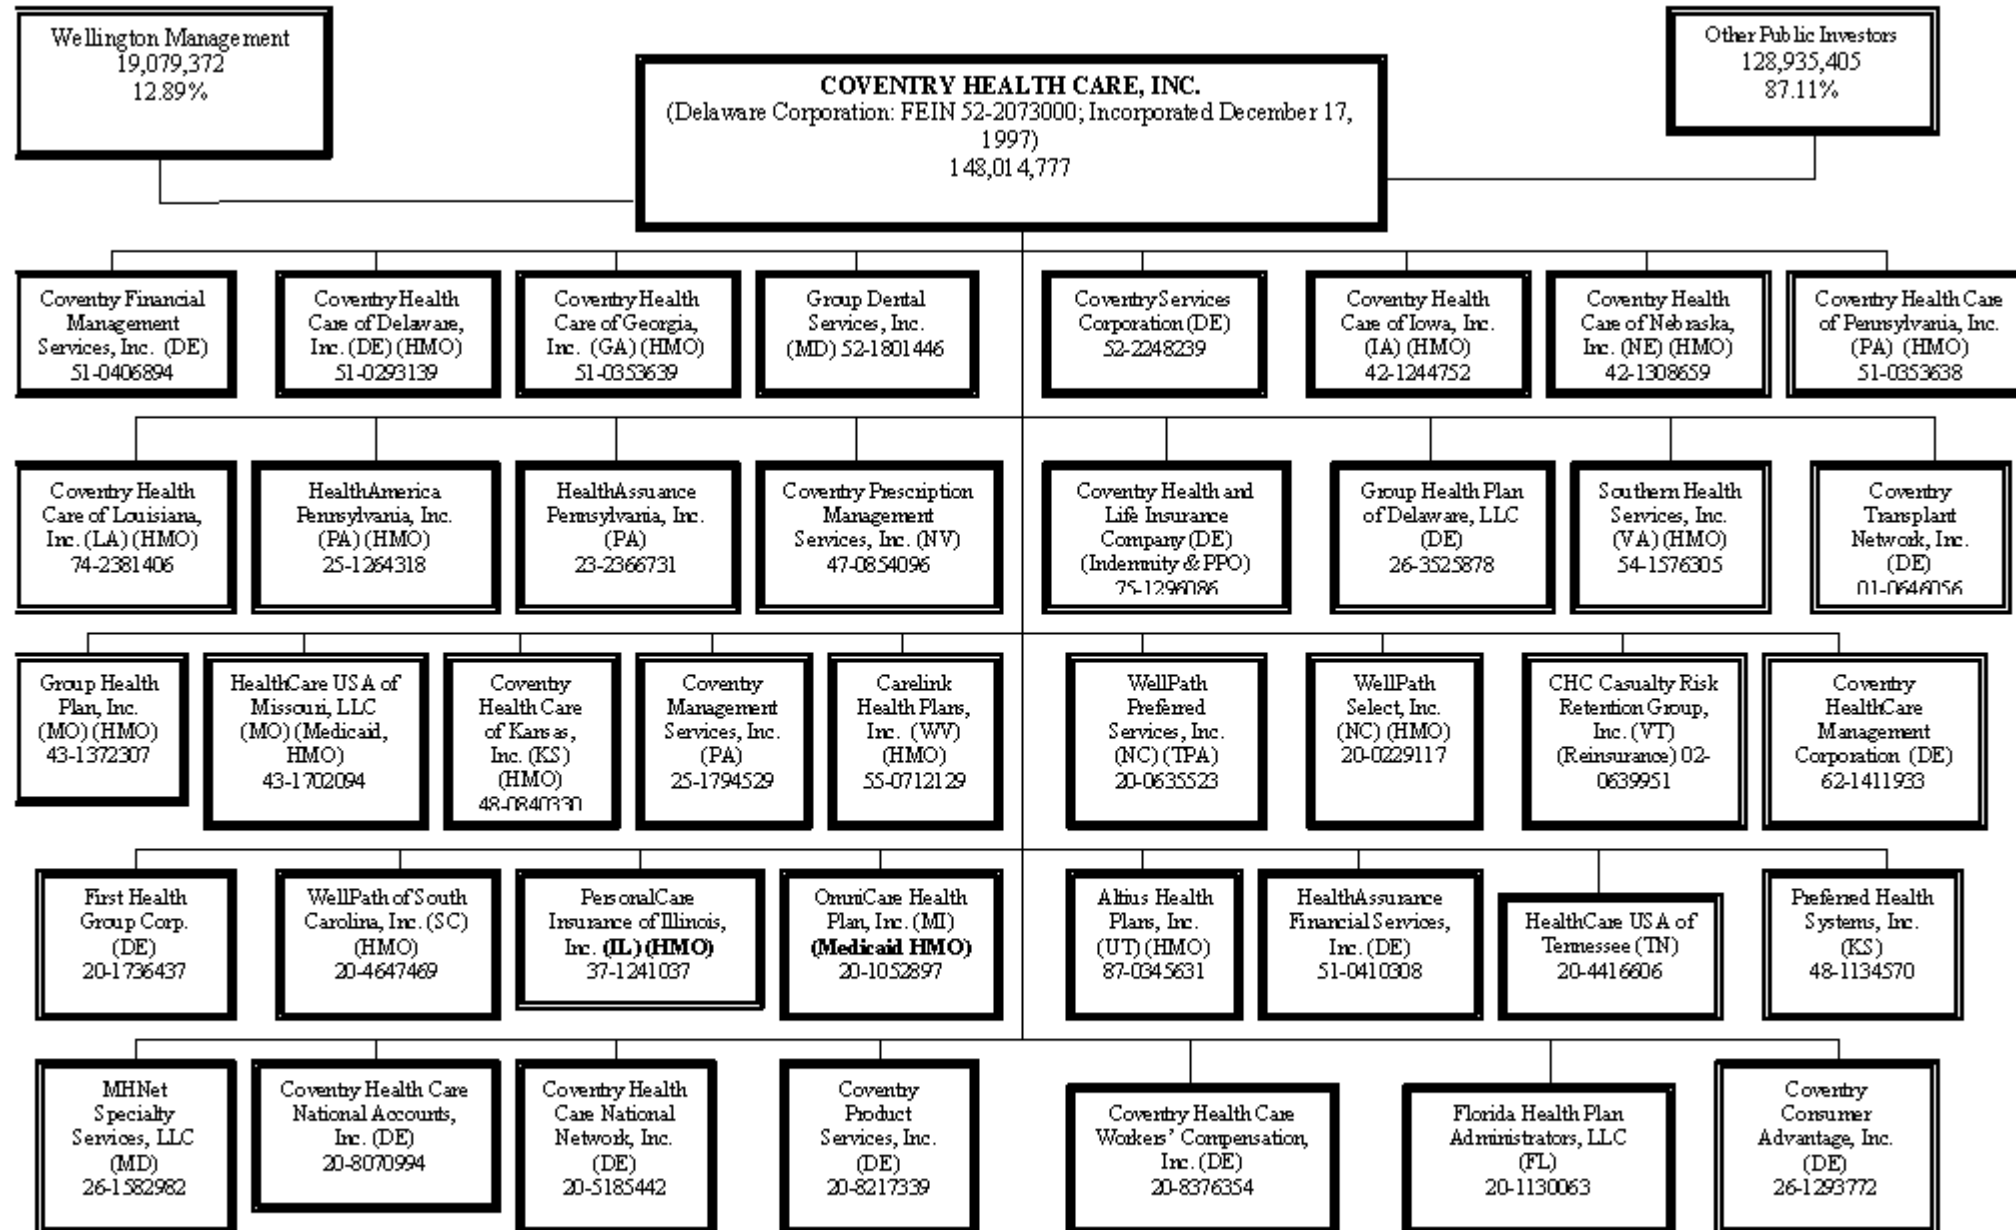 Wellington Management
19,079,372
12.89%
COVENTRY HEALTH CARE, INC.
(Delaware Corporation: FEIN 52-2073000; Incorporated December 17,
1997)
148,014,777
Other Public Investors
128,935,405
87.11%
Coventry Financial
Management
Services, Inc. (DE)
51-0406894
Coventry Health
Care of Delaware,
Inc. (DE) (HMO)
51-0293139
Coventry Health
Care of Georgia,
Inc. (GA) (HMO)
51-0353639
Group Dental
Services, Inc.
(MD) 52-1801446
Coventry Services
Corporation (DE)
52-2248239
Coventry Health
Care of Iowa, Inc.
(IA) (HMO)
42-1244752
Coventry Health
Care of Nebraska,
Inc. (NE) (HMO)
42-1308659
Coventry Health Care
of Pennsylvania, Inc.
(PA) (HMO)
51-0353638
Coventry Health
Care of Louisiana,
Inc. (LA) (HMO)
74-2381406
HealthAmerica
Pennsylvania, Inc.
(PA) (HMO)
25-1264318
HealthAssuance
Pennsylvania, Inc.
(PA)
23-2366731
Coventry Prescription
Management
Services, Inc. (NV)
47-0854096
Coventry Health and
Life Insurance
Company (DE)
(Indemnity & PPO)
75-1296086
Group Health Plan
of Delaware, LLC
(DE)
26-3525878
Southern Health
Services, Inc.
(VA) (HMO)
54-1576305
Coventry
Transplant
Network, Inc.
(DE)
01-0646056
Group Health
Plan, Inc.
(MO) (HMO)
43-1372307
HealthCare USA of
Missouri, LLC
(MO) (Medicaid,
HMO)
43-1702094
Coventry
Health Care
of Kansas,
Inc. (KS)
(HMO)
48-0840330
Coventry
Management
Services, Inc.
(PA)
25-1794529
Carelink
Health Plans,
Inc. (WV)
(HMO)
55-0712129
WellPath
Preferred
Services, Inc.
(NC) (TPA)
20-0635523
WellPath
Select, Inc.
(NC) (HMO)
20-0229117
CHC Casualty Risk
Retention Group,
Inc. (VT)
(Reinsurance) 02-
0639951
Coventry
HealthCare
Management
Corporation (DE)
62-1411933
First Health
Group Corp.
(DE)
20-1736437
WellPath of South
Carolina, Inc. (SC)
(HMO)
20-4647469
PersonalCare
Insurance of Illinois,
Inc. (IL) (HMO)
37-1241037
OmniCare Health
Plan, Inc. (MI)
(Medicaid HMO)
20-1052897
Altius Health
Plans, Inc.
(UT) (HMO)
87-0345631
HealthAssurance
Financial Services,
Inc. (DE)
51-0410308
HealthCare USA of
Tennessee (TN)
20-4416606
Preferred Health
Systems, Inc.
(KS)
48-1134570
MHNet
Specialty
Services, LLC
(MD)
26-1582982
Coventry Health Care
National Accounts,
Inc. (DE)
20-8070994
Coventry Health
Care National
Network, Inc.
(DE)
20-5185442
Coventry
Product
Services, Inc.
(DE)
20-8217339
Coventry Health Care
Workers' Compensation,
Inc. (DE)
20-8376354
Florida Health Plan
Administrators, LLC
(FL)
20-1130063
Coventry
Consumer
Advantage, Inc.
(DE)
26-1293772